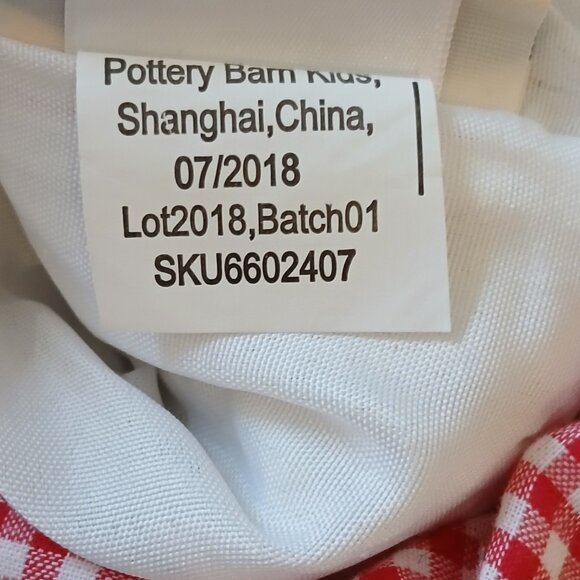 Pottery Barn Kids,
Shanghai,China,
07/2018
Lot2018,Batch01
SKU6602407